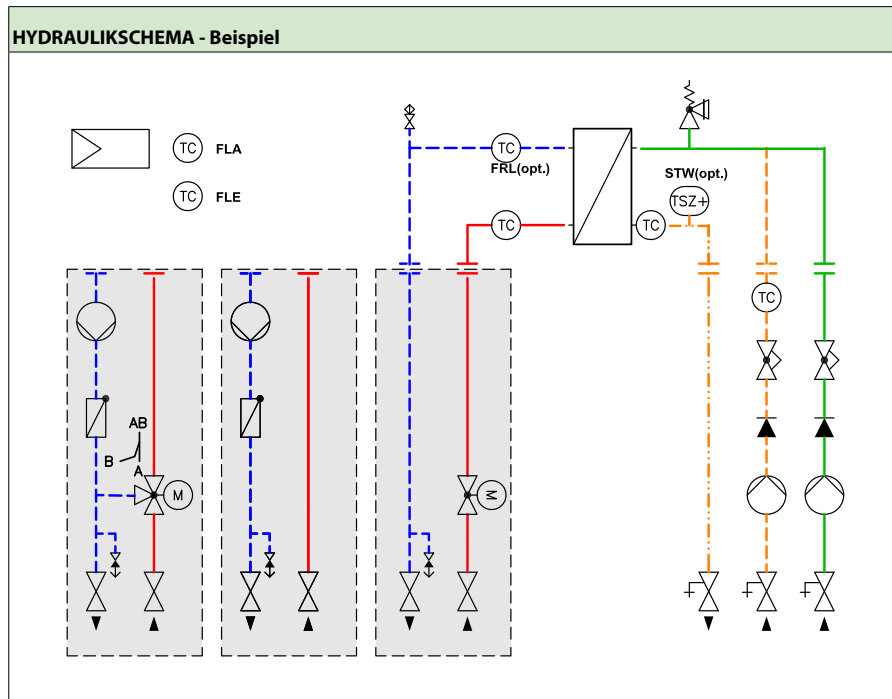 HYDRAULIKSCHEMA - Beispiel
TC FLA
TC FLE
TC
FRL(opt.)
STW(opt.)
TSZ+
TC
TC
TC
AB
B
A
M
M